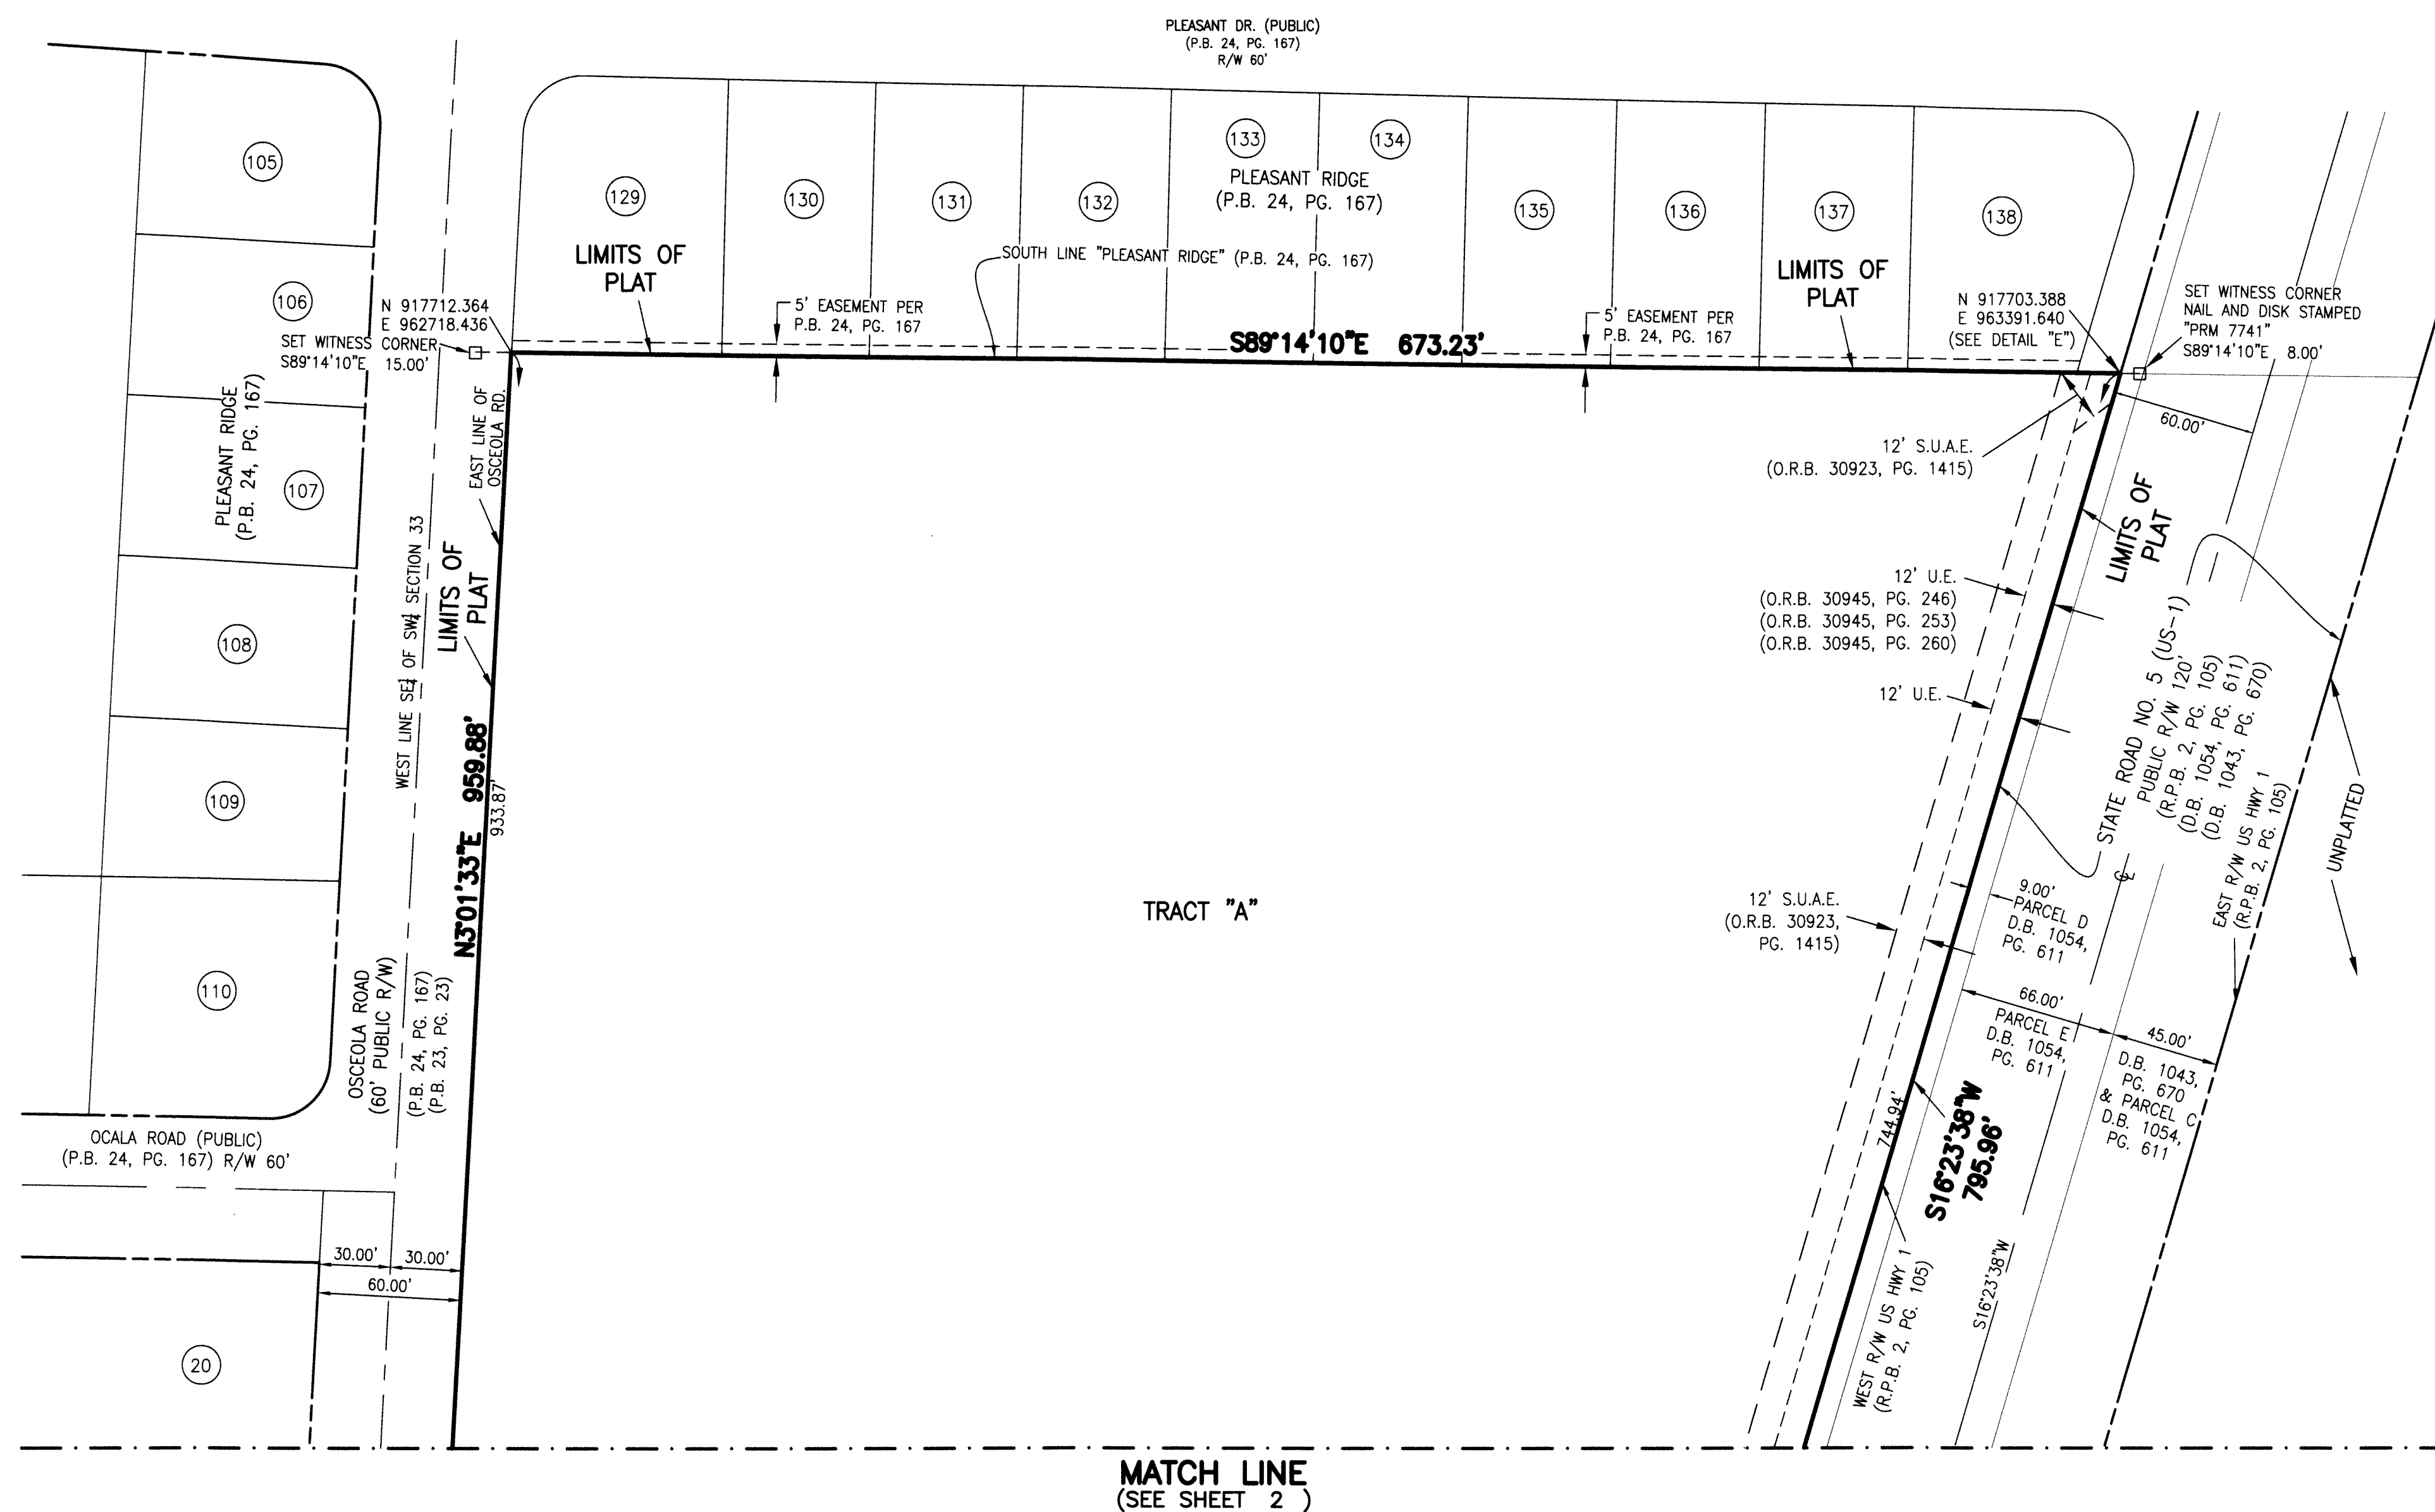 PLEASANT DR. (PUBLIC)
(P.B. 24, PG. 167)
R/W 60'
105
106
107
108
109
110
20
129
130
131
132
133
134
135
136
137
138
PLEASANT RIDGE
(P.B. 24, PG. 167)
SOUTH LINE "PLEASANT RIDGE" (P.B. 24, PG. 167)
LIMITS OF
PLAT
LIMITS OF
PLAT
N 917712.364
E 962718.436
SET WITNESS CORNER
S89°14'10"E 15.00'
5' EASEMENT PER
P.B. 24, PG. 167
S89°14'10"E 673.23'
5' EASEMENT PER
P.B. 24, PG. 167
N 917703.388
E 963391.640
(SEE DETAIL "E")
SET WITNESS CORNER
NAIL AND DISK STAMPED
"PRM 7741"
S89°14'10"E 8.00'
60.00'
12' S.U.A.E.
(O.R.B. 30923, PG. 1415)
PLEASANT RIDGE
(P.B. 24, PG. 167)
EAST LINE OF
OSCEOLA RD.
WEST LINE SE¼ OF SW¼ SECTION 33
LIMITS OF
PLAT
N3°01'33"E 959.88'
933.87'
OSCEOLA ROAD
(60' PUBLIC R/W)
(P.B. 24, PG. 167)
(P.B. 23, PG. 23)
LIMITS OF
PLAT
12' U.E.
(O.R.B. 30945, PG. 246)
(O.R.B. 30945, PG. 253)
(O.R.B. 30945, PG. 260)
12' U.E.
STATE ROAD NO. 5 (US-1)
PUBLIC R/W 120'
(R.P.B. 2, PG. 105)
(D.B. 1054, PG. 611)
(D.B. 1043, PG. 670)
EAST R/W US HWY 1
(R.P.B. 2, PG. 105)
UNPLATTED
TRACT "A"
12' S.U.A.E.
(O.R.B. 30923,
PG. 1415)
9.00'
PARCEL D
D.B. 1054,
PG. 611
66.00'
PARCEL E
D.B. 1054,
PG. 611
45.00'
D.B. 1043,
PG. 670
& PARCEL C
D.B. 1054,
PG. 611
744.94'
S16°23'38"W
795.96'
S16°23'38"W
WEST R/W US HWY 1
(R.P.B. 2, PG. 105)
OCALA ROAD (PUBLIC)
(P.B. 24, PG. 167) R/W 60'
30.00'
30.00'
60.00'
MATCH LINE
(SEE SHEET 2 )